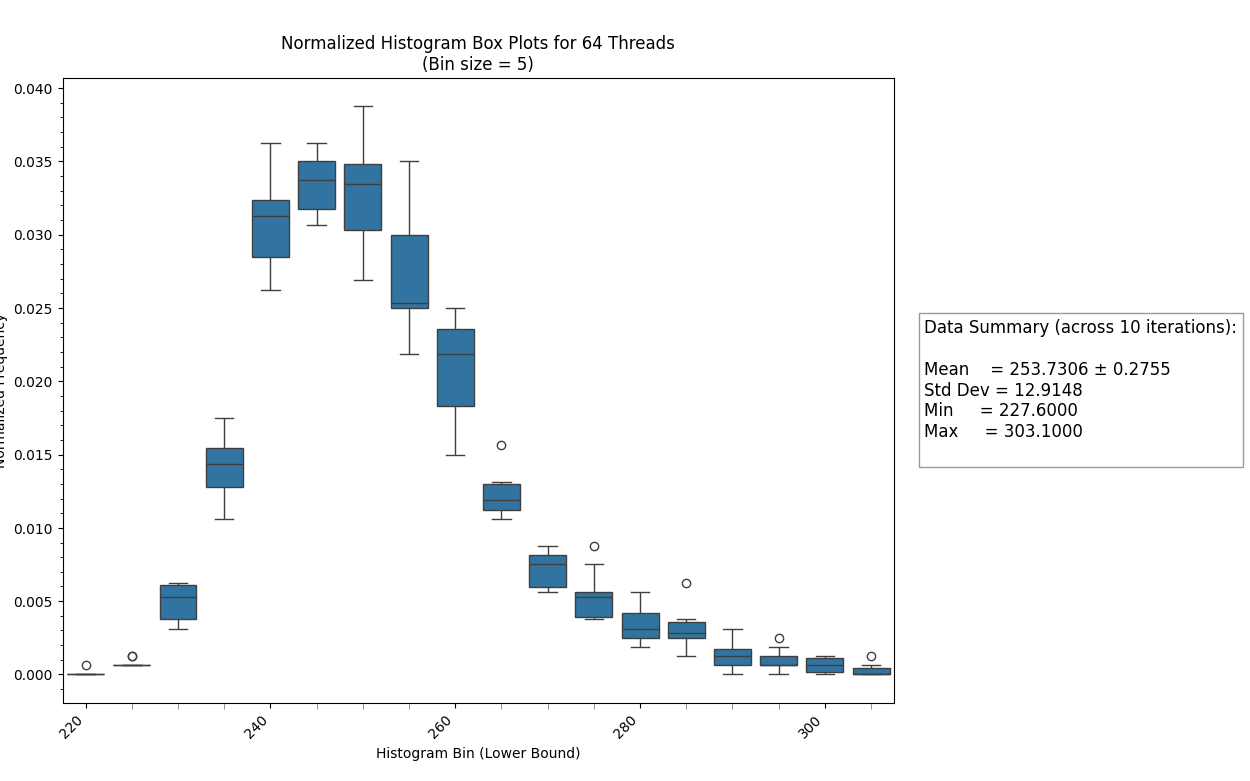 Normalized Histogram Box Plots for 64 Threads
(Bin size = 5)
0.040
0.035
0.030
0.025
0.020
0.015
0.010
0.005
0.000
220
240
260
280
300
Histogram Bin (Lower Bound)
Data Summary (across 10 iterations):
Mean = 253.7306 ± 0.2755
Std Dev = 12.9148
Min = 227.6000
Max = 303.1000